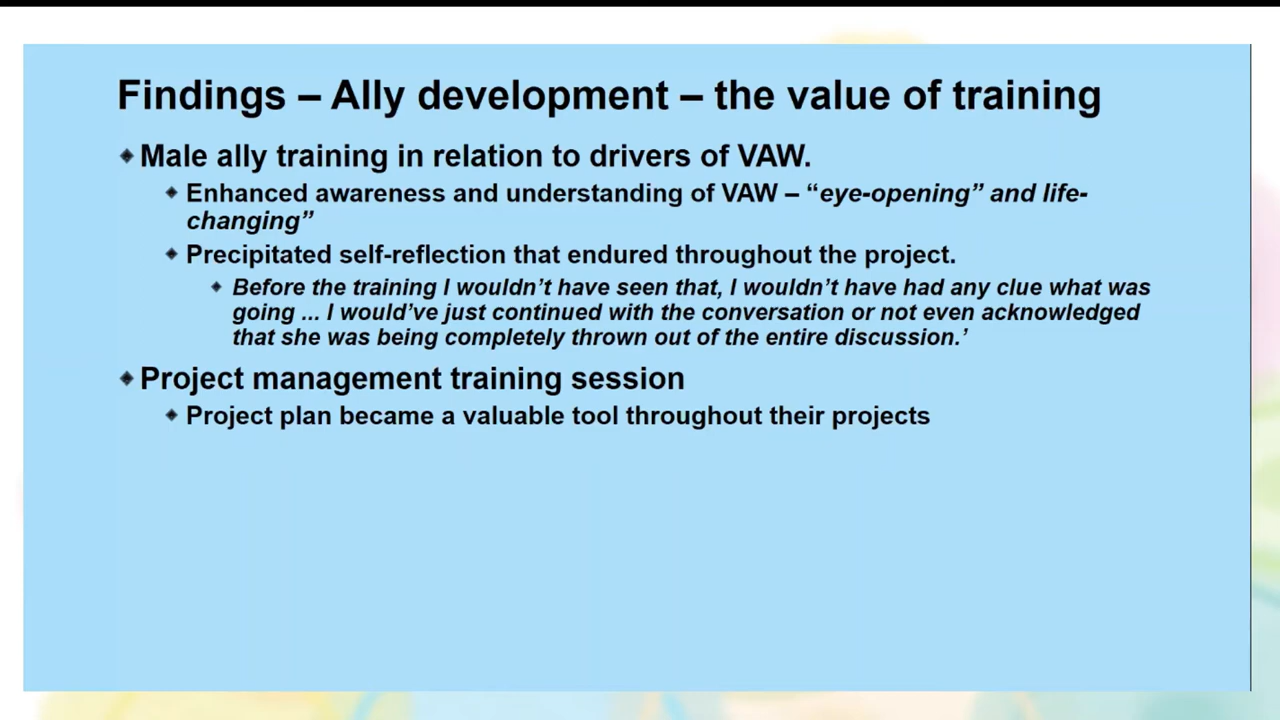 Findings – Ally development – the value of training
Male ally training in relation to drivers of VAW.
Enhanced awareness and understanding of VAW – “eye-opening” and life-
changing”
Precipitated self-reflection that endured throughout the project.
Before the training I wouldn’t have seen that, I wouldn’t have had any clue what was
going ... I would’ve just continued with the conversation or not even acknowledged
that she was being completely thrown out of the entire discussion.’
Project management training session
Project plan became a valuable tool throughout their projects